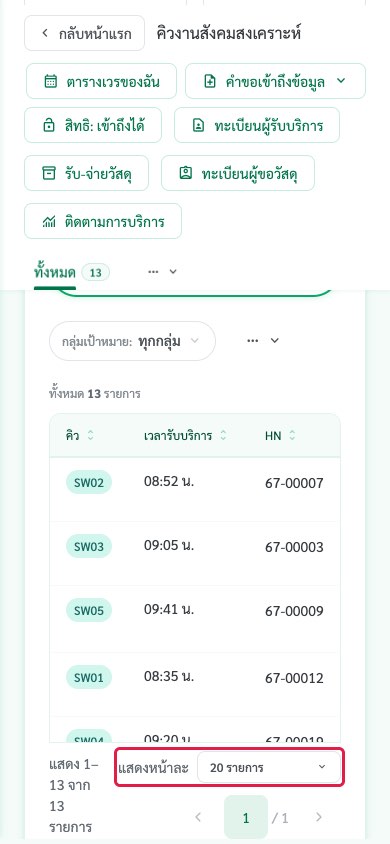 กลับหน้าแรก คิวงานสังคมสงเคราะห์
ตารางเวรของฉัน คำขอเข้าถึงข้อมูล
สิทธิ: เข้าถึงได้ ทะเบียนผู้รับบริการ
รับ-จ่ายวัสดุ ทะเบียนผู้ขอวัสดุ
ติดตามการบริการ
ทั้งหมด 13 ...
กลุ่มเป้าหมาย: ทุกกลุ่ม ...
ทั้งหมด 13 รายการ
คิว เวลารับบริการ HN
SW02 08:52 น. 67-00007
SW03 09:05 น. 67-00003
SW05 09:41 น. 67-00009
SW01 08:35 น. 67-00012
SW04 09:20 น. 67-00019
แสดง 1–
13 จาก
13
รายการ
แสดงหน้าละ 20 รายการ
1 / 1